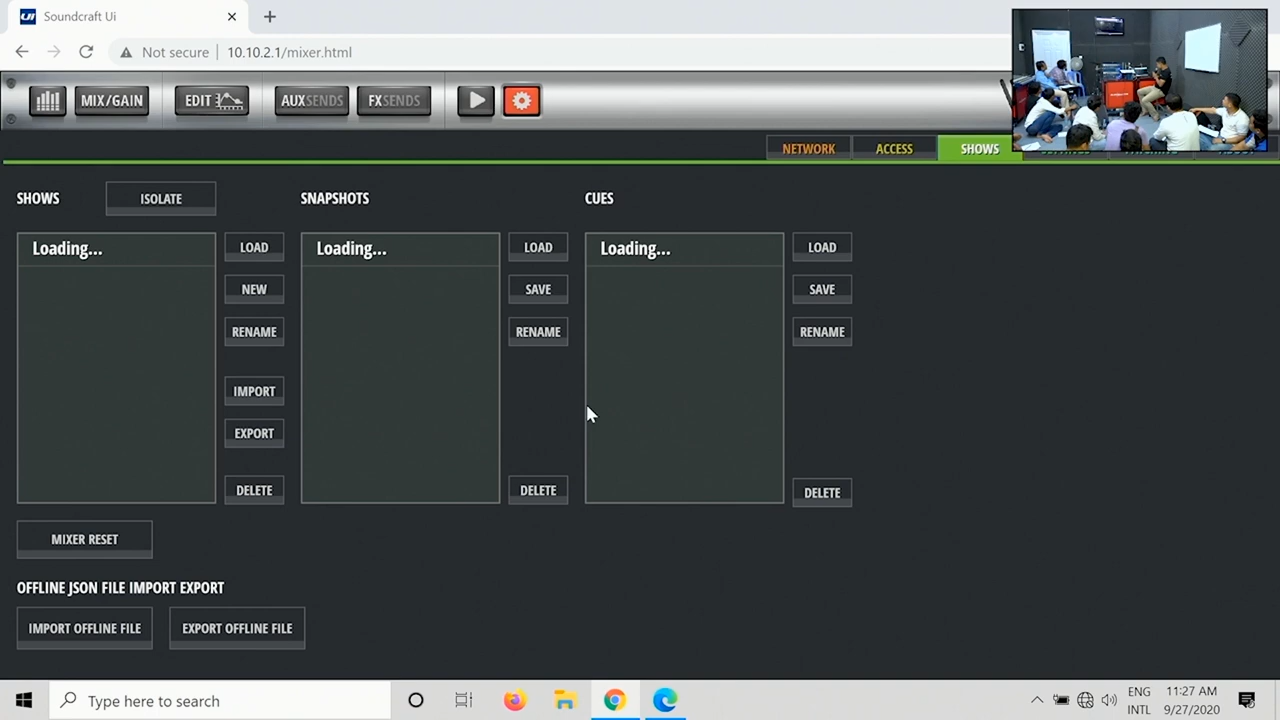 Soundcraft Ui
Not secure 10.10.2.1/mixer.html
MIX/GAIN EDIT AUXSENDS FXSENDS
NETWORK ACCESS SHOWS
SHOWS ISOLATE SNAPSHOTS CUES
Loading... LOAD Loading... LOAD Loading... LOAD
NEW SAVE SAVE
RENAME RENAME RENAME
IMPORT
EXPORT
DELETE DELETE DELETE
MIXER RESET
OFFLINE JSON FILE IMPORT EXPORT
IMPORT OFFLINE FILE EXPORT OFFLINE FILE
Type here to search ENG 11:27 AM
INTL 9/27/2020